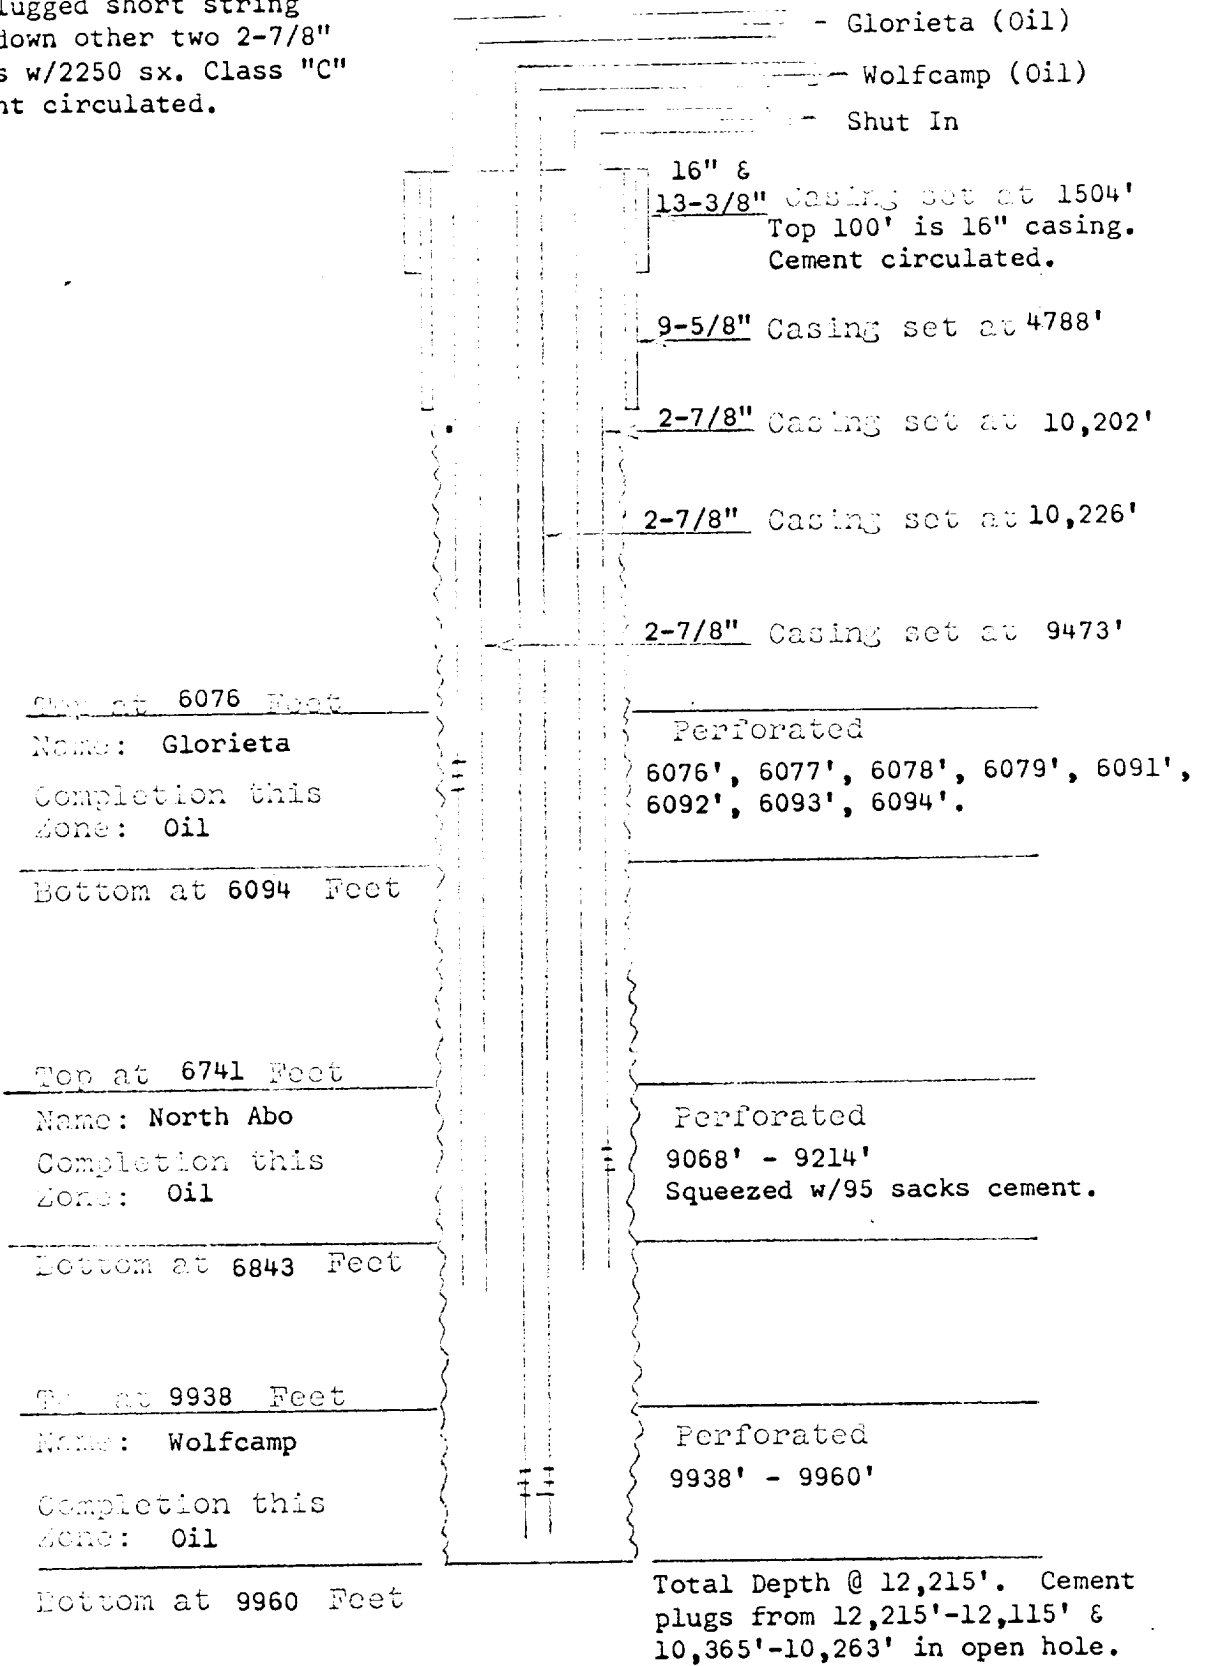 lugged short string
down other two 2-7/8"
s w/2250 sx. Class "C"
nt circulated.
- Glorieta (Oil)
- Wolfcamp (Oil)
- Shut In
16" &
13-3/8" Casing set at 1504'
Top 100' is 16" casing.
Cement circulated.
9-5/8" Casing set at 4788'
2-7/8" Casing set at 10,202'
2-7/8" Casing set at 10,226'
2-7/8" Casing set at 9473'
Top at 6076 Feet
Name: Glorieta
Completion this
Zone: Oil
Bottom at 6094 Feet
Perforated
6076', 6077', 6078', 6079', 6091',
6092', 6093', 6094'.
Top at 6741 Feet
Name: North Abo
Completion this
Zone: Oil
Bottom at 6843 Feet
Perforated
9068' - 9214'
Squeezed w/95 sacks cement.
Top at 9938 Feet
Name: Wolfcamp
Completion this
Zone: Oil
Bottom at 9960 Feet
Perforated
9938' - 9960'
Total Depth @ 12,215'. Cement
plugs from 12,215'-12,115' &
10,365'-10,263' in open hole.